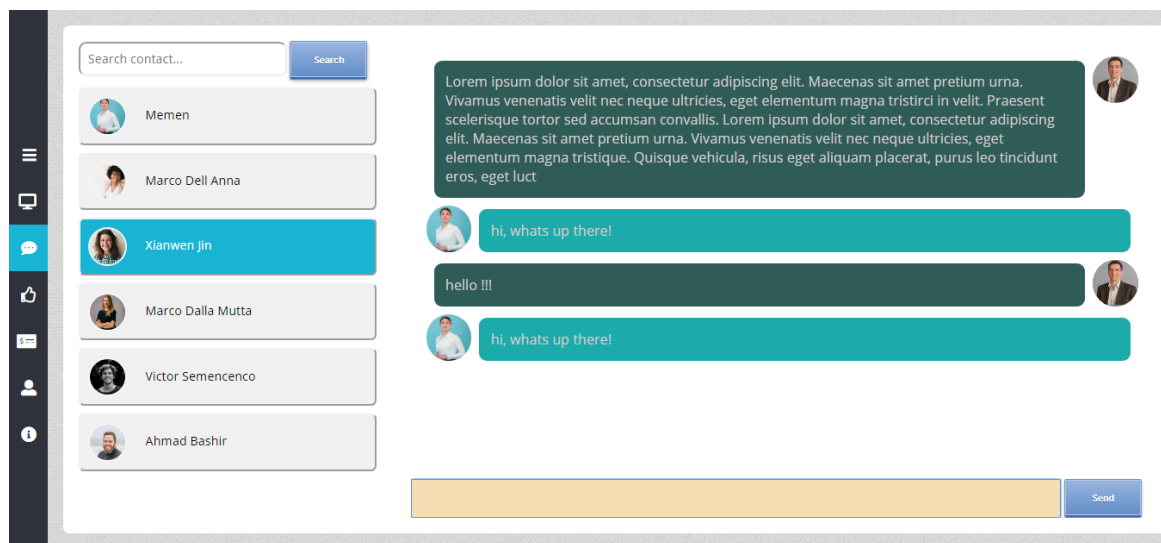 Search contact...
Search
Memen
Marco Dell Anna
Xianwen Jin
Marco Dalla Mutta
Victor Semencenco
Ahmad Bashir
Lorem ipsum dolor sit amet, consectetur adipiscing elit. Maecenas sit amet pretium urna.
Vivamus venenatis velit nec neque ultricies, eget elementum magna tristirci in velit. Praesent
scelerisque tortor sed accumsan convallis. Lorem ipsum dolor sit amet, consectetur adipiscing
elit. Maecenas sit amet pretium urna. Vivamus venenatis velit nec neque ultricies, eget
elementum magna tristique. Quisque vehicula, risus eget aliquam placerat, purus leo tincidunt
eros, eget luct
hi, whats up there!
hello !!!
hi, whats up there!
Send